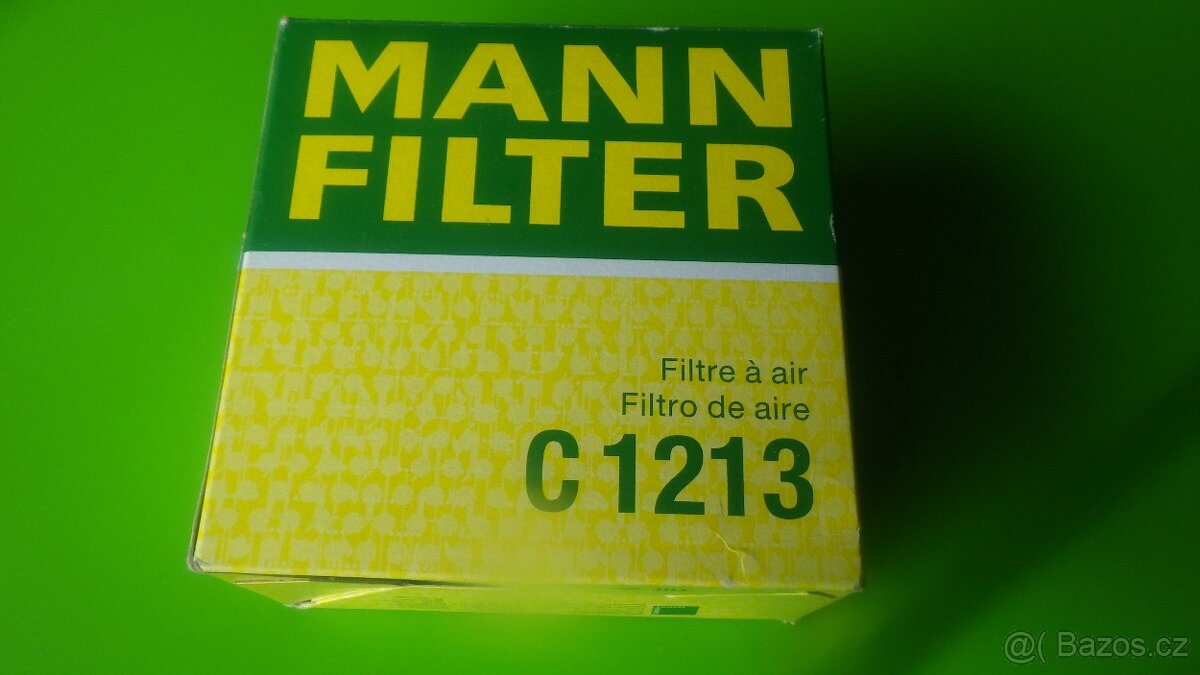 MANN
FILTER
Filtre à air
Filtro de aire
C 1213
@( Bazos.cz